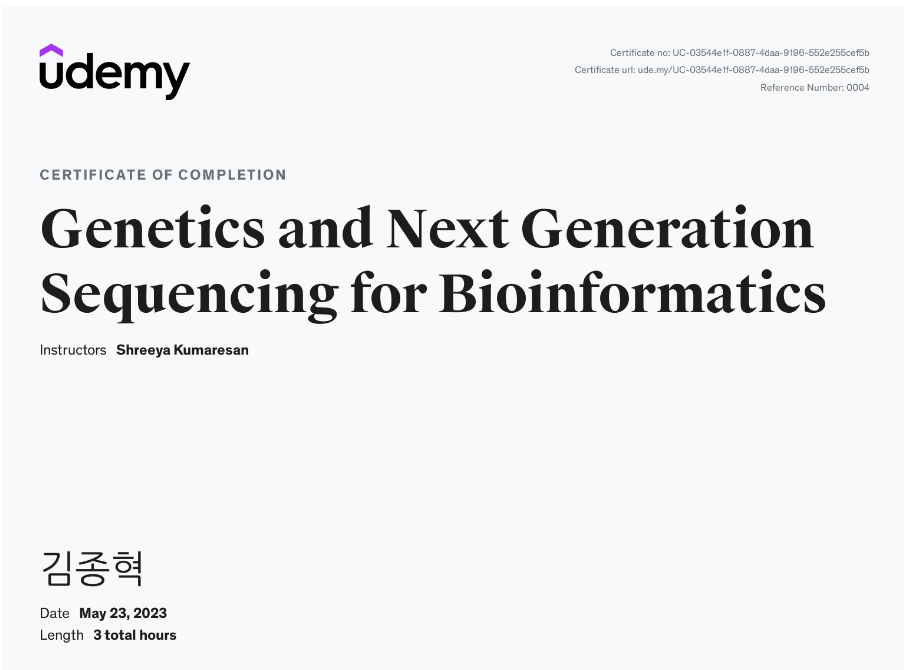 udemy
Certificate no: UC-03544e1f-0887-4daa-9196-552e255cef5b
Certificate url: ude.my/UC-03544e1f-0887-4daa-9196-552e255cef5b
Reference Number: 0004
CERTIFICATE OF COMPLETION
Genetics and Next Generation
Sequencing for Bioinformatics
Instructors Shreeya Kumaresan
김종혁
Date May 23, 2023
Length 3 total hours